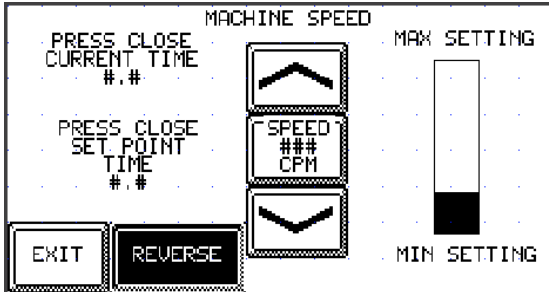 MACHINE SPEED
PRESS CLOSE
CURRENT TIME
#.#
PRESS CLOSE
SET POINT
TIME
#.#
SPEED
###
CPM
MAX SETTING
MIN SETTING
EXIT
REVERSE